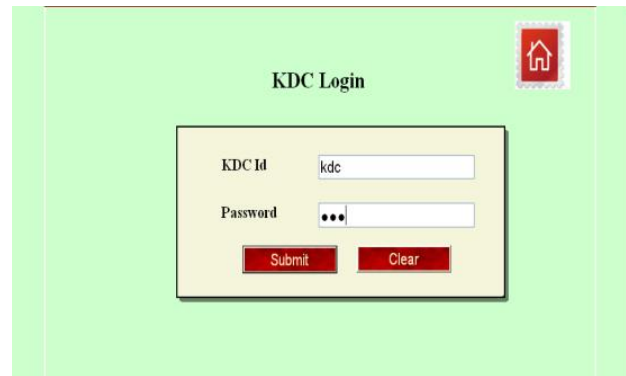 KDC Login
KDC Id
kdc
Password
•••
Submit Clear